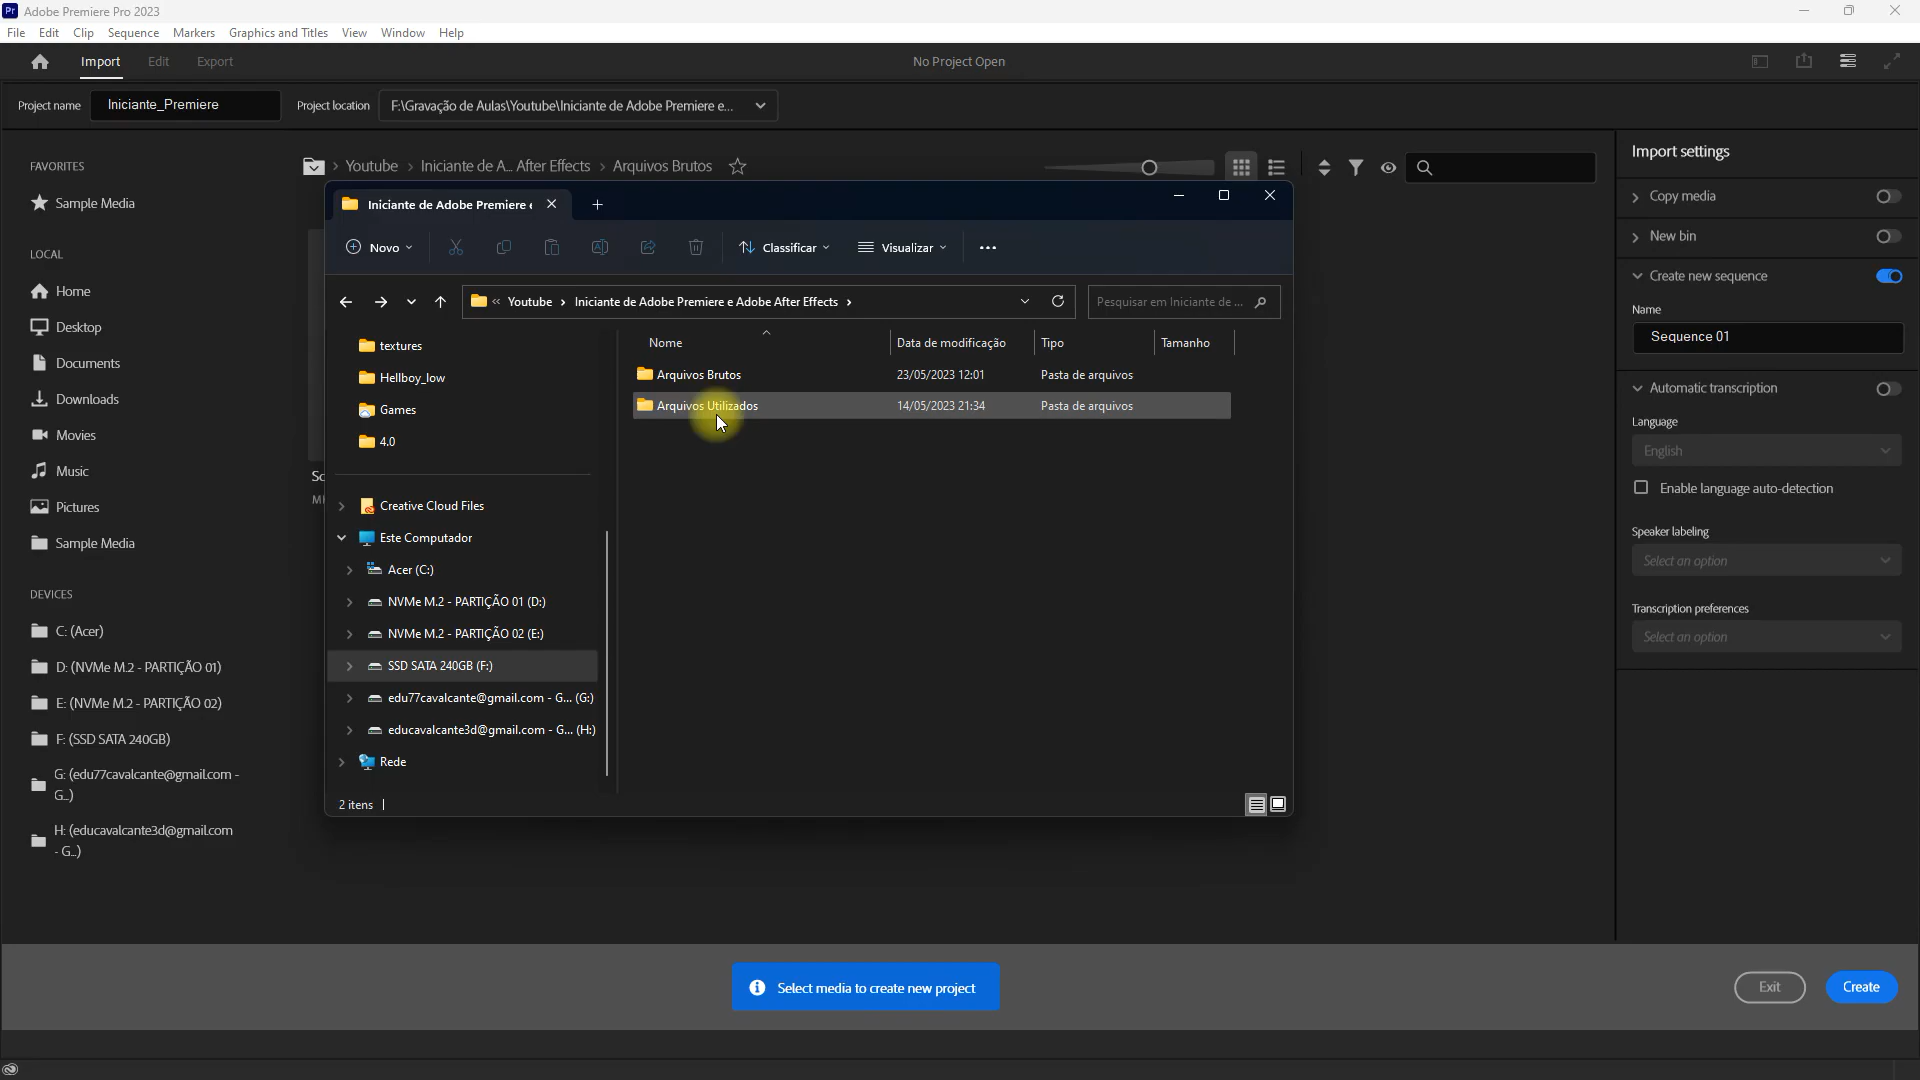 Pr Adobe Premiere Pro 2023
File Edit Clip Sequence Markers Graphics and Titles View Window Help
Import Edit Export
No Project Open
Project name Iniciante_Premiere Project location F:\Gravação de Aulas\Youtube\Iniciante de Adobe Premiere e...
FAVORITES
Sample Media
LOCAL
Home
Desktop
Documents
Downloads
Movies
Music
Pictures
Sample Media
DEVICES
C: (Acer)
D: (NVMe M.2 - PARTIÇÃO 01)
E: (NVMe M.2 - PARTIÇÃO 02)
F: (SSD SATA 240GB)
G: (edu77cavalcante@gmail.com -
G...)
H: (educavalcante3d@gmail.com
- G...)
Youtube > Iniciante de A... After Effects > Arquivos Brutos
Iniciante de Adobe Premiere e
Novo
Classificar
Visualizar
« Youtube > Iniciante de Adobe Premiere e Adobe After Effects >
Pesquisar em Iniciante de ...
textures
Hellboy_low
Games
4.0
Creative Cloud Files
Este Computador
Acer (C:)
NVMe M.2 - PARTIÇÃO 01 (D:)
NVMe M.2 - PARTIÇÃO 02 (E:)
SSD SATA 240GB (F:)
edu77cavalcante@gmail.com - G... (G:)
educavalcante3d@gmail.com - G... (H:)
Rede
Nome Data de modificação Tipo Tamanho
Arquivos Brutos 23/05/2023 12:01 Pasta de arquivos
Arquivos Utilizados 14/05/2023 21:34 Pasta de arquivos
2 itens
Import settings
Copy media
New bin
Create new sequence
Name
Sequence 01
Automatic transcription
Language
English
Enable language auto-detection
Speaker labeling
Select an option
Transcription preferences
Select an option
Select media to create new project
Exit
Create